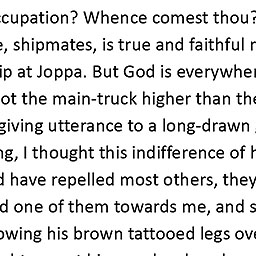 ccupation? Whence comest thou?
, shipmates, is true and faithful r
ip at Joppa. But God is everywher
ot the main-truck higher than the
giving utterance to a long-drawn
ng, I thought this indifference of h
d have repelled most others, they
d one of them towards me, and s
owing his brown tattooed legs ove